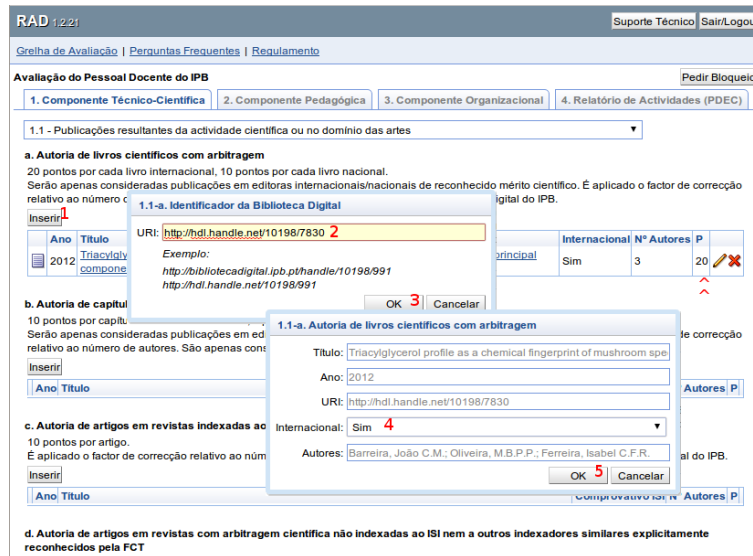 RAD 1.2.21
Suporte Técnico Sair/Logou
Grelha de Avaliação | Perguntas Frequentes | Regulamento
Avaliação do Pessoal Docente do IPB
Pedir Bloqueio
1. Componente Técnico-Científica 2. Componente Pedagógica 3. Componente Organizacional 4. Relatório de Actividades (PDEC)
1.1 - Publicações resultantes da actividade científica ou no domínio das artes
a. Autoria de livros científicos com arbitragem
20 pontos por cada livro internacional, 10 pontos por cada livro nacional.
Serão apenas consideradas publicações em editoras internacionais/nacionais de reconhecido mérito científico. É aplicado o factor de correcção
relativo ao número d igital do IPB.
Inserir 1
1.1-a. Identificador da Biblioteca Digital
URI: http://hdl.handle.net/10198/7830 2
Exemplo:
http://bibliotecadigital.ipb.pt/handle/10198/991
http://hdl.handle.net/10198/991
OK 3 Cancelar
Ano Título Internacional Nº Autores P
2012 Triacylgly principal Sim 3 20
compone
^
^
b. Autoria de capítul
10 pontos por capítu
Serão apenas consideradas publicações em ed de correcção
relativo ao número de autores. São apenas cons
Inserir
Ano Título Autores P
1.1-a. Autoria de livros científicos com arbitragem
Título: Triacylglycerol profile as a chemical fingerprint of mushroom spe
Ano: 2012
URI: http://hdl.handle.net/10198/7830
Internacional: Sim 4
Autores: Barreira, João C.M.; Oliveira, M.B.P.P.; Ferreira, Isabel C.F.R.
OK 5 Cancelar
c. Autoria de artigos em revistas indexadas ao
10 pontos por artigo.
É aplicado o factor de correcção relativo ao núm al do IPB.
Inserir
Ano Título Comprovativo ISI Nº Autores P
d. Autoria de artigos em revistas com arbitragem científica não indexadas ao ISI nem a outros indexadores similares explicitamente
reconhecidos pela FCT